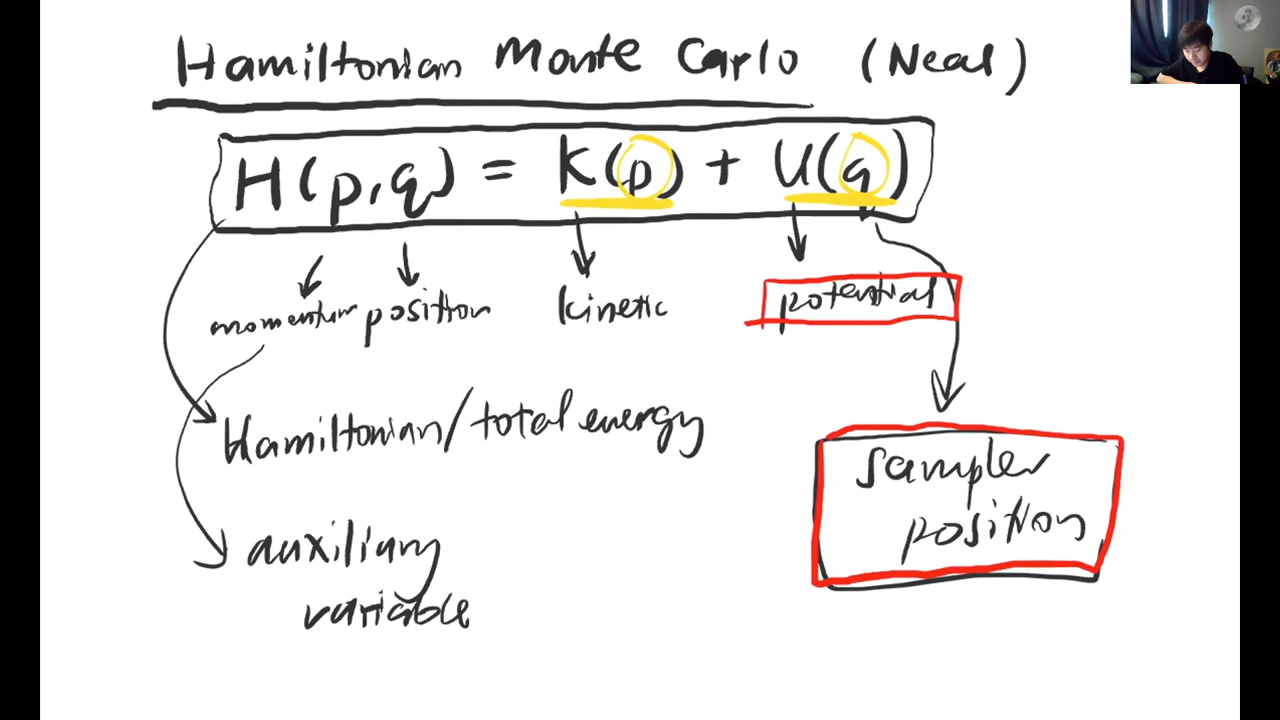 Hamiltonian Monte Carlo (Neal)
H(p,q) = K(p) + U(q)
momentum position kinetic potential
Hamiltonian/total energy
sampler
position
auxiliary
variable